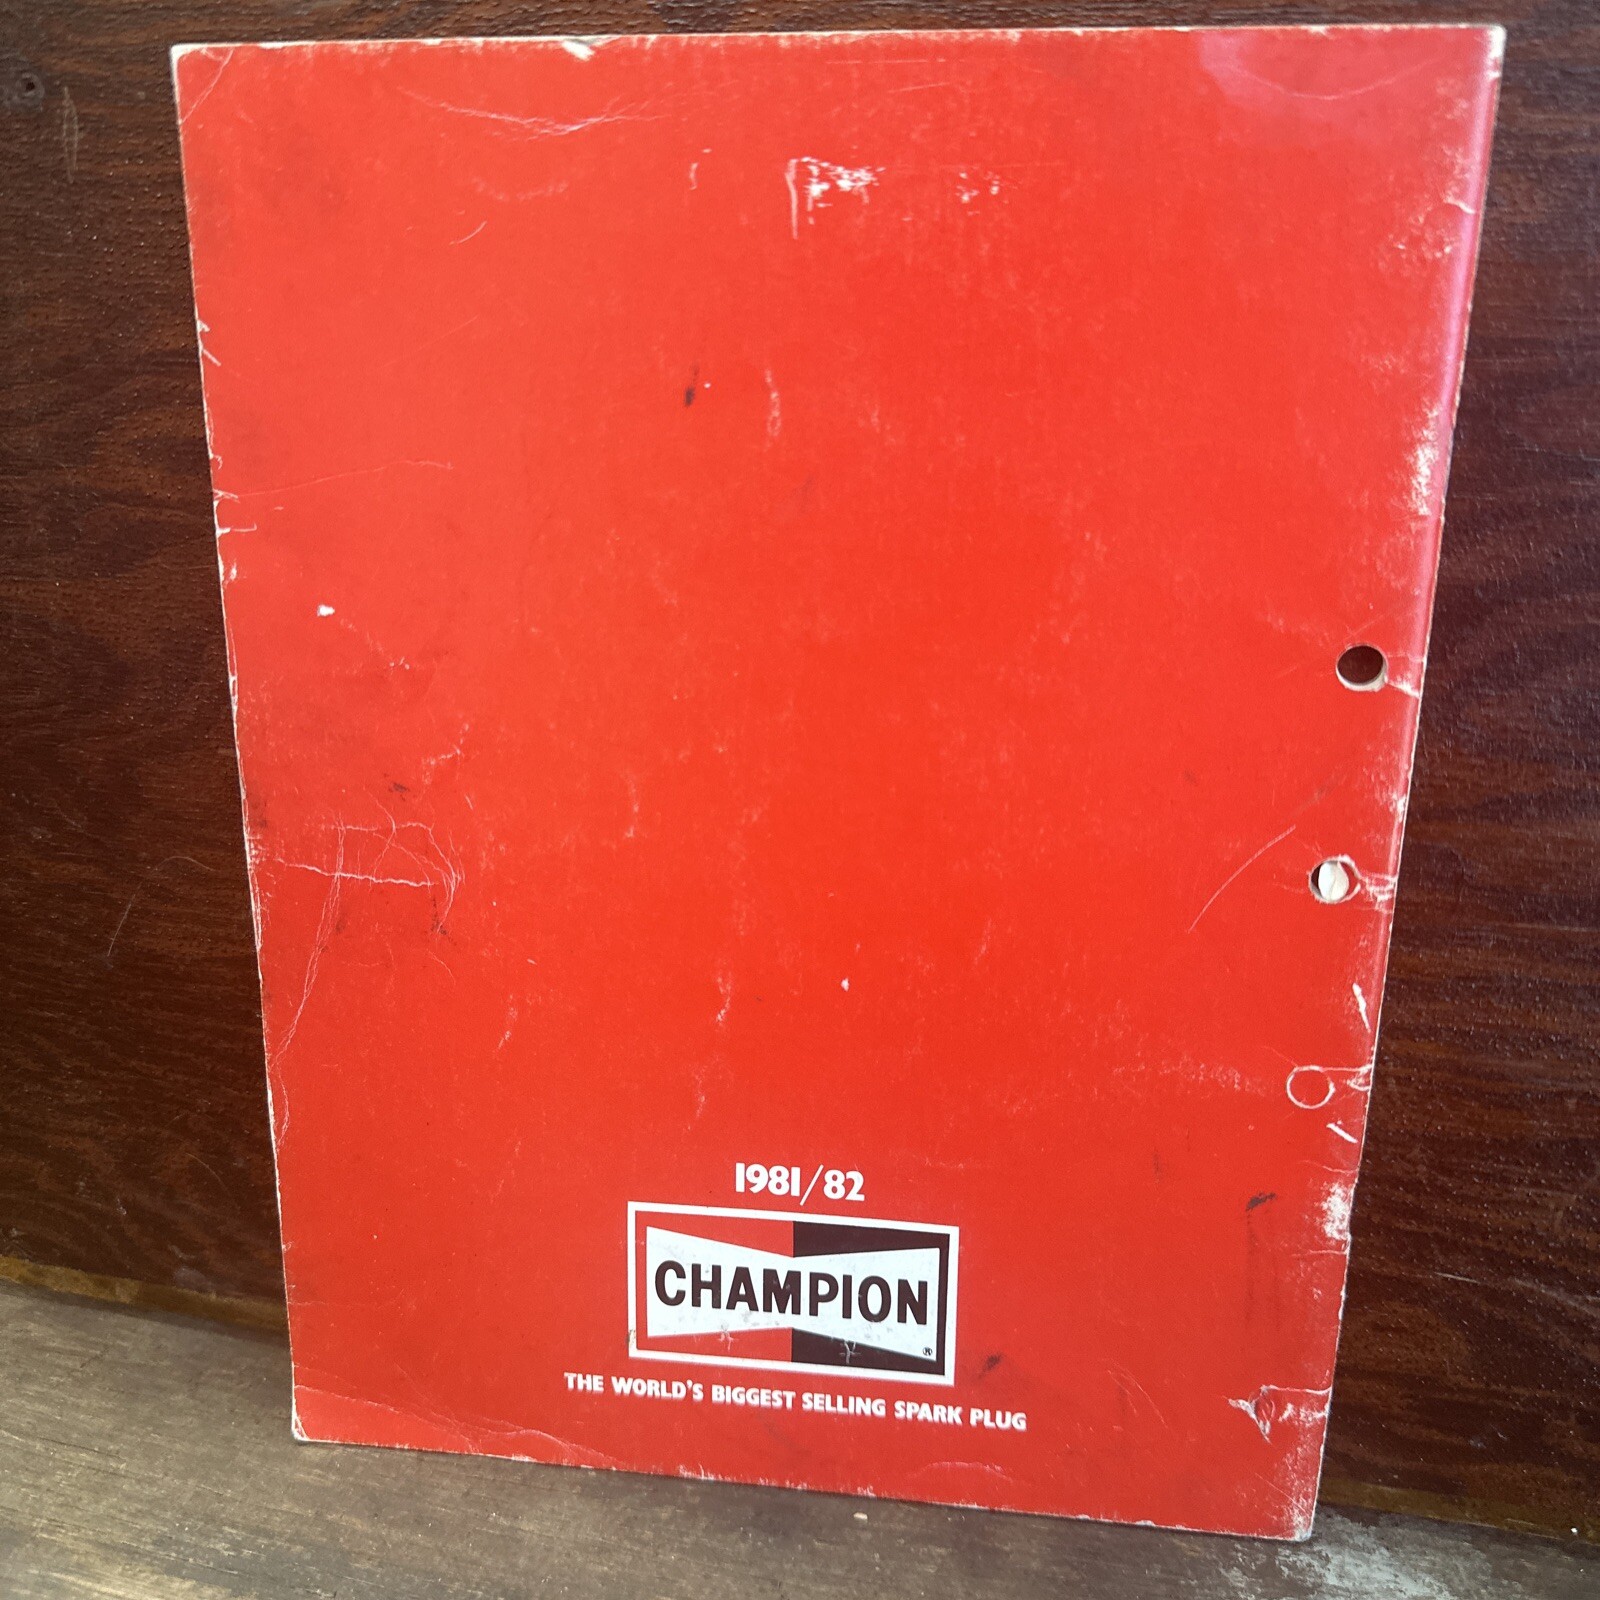 1981/82
CHAMPION
®
THE WORLD'S BIGGEST SELLING SPARK PLUG